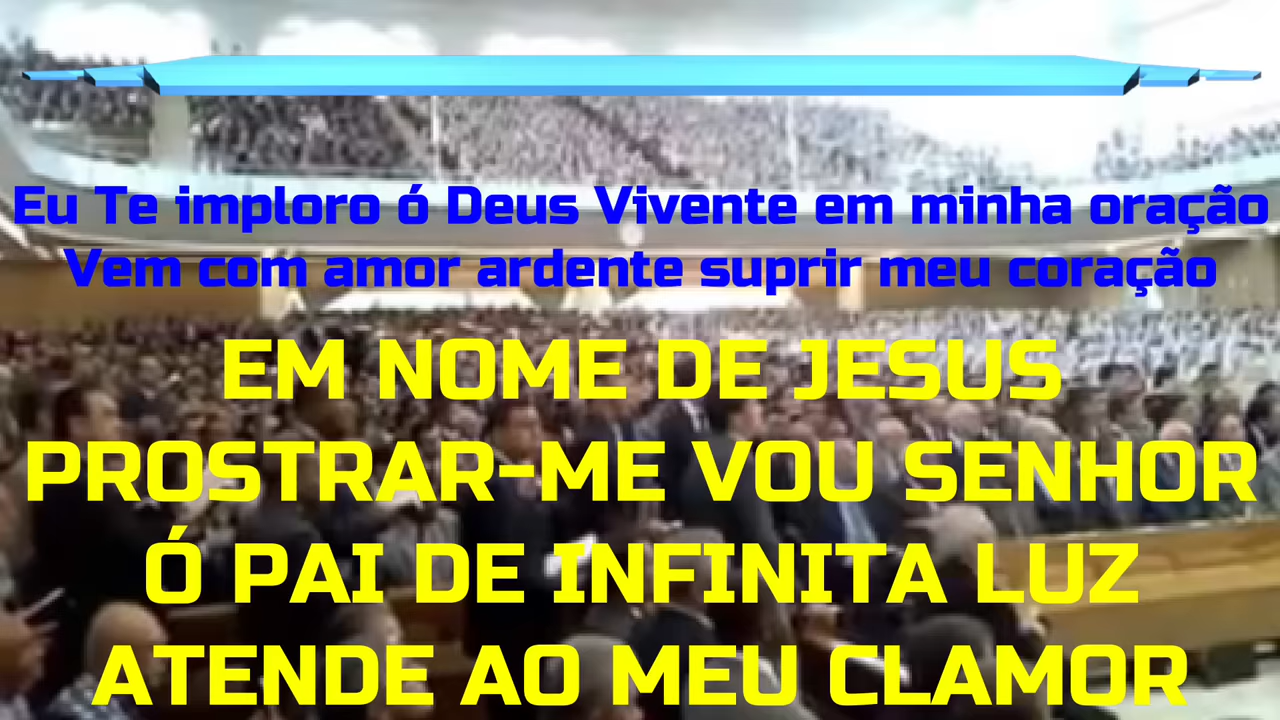 Eu Te imploro ó Deus Vivente em minha oração
Vem com amor ardente suprir meu coração
EM NOME DE JESUS
PROSTRAR-ME VOU SENHOR
Ó PAI DE INFINITA LUZ
ATENDE AO MEU CLAMOR